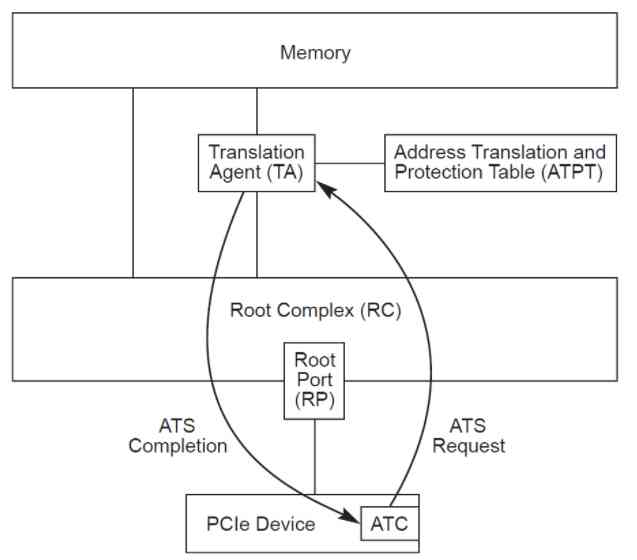 Memory
Translation
Agent (TA)
Address Translation and
Protection Table (ATPT)
Root Complex (RC)
Root
Port
(RP)
ATS
Completion
ATS
Request
PCIe Device
ATC